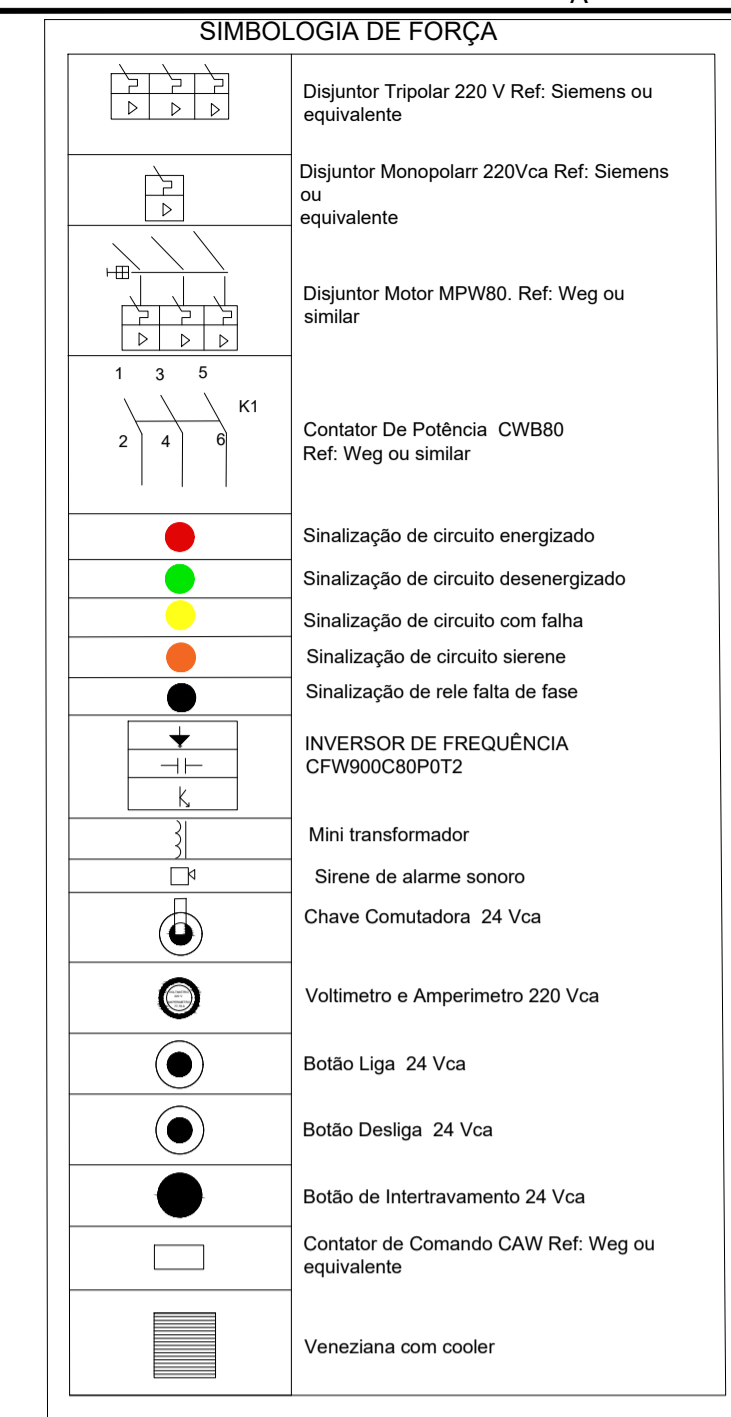 SIMBOLOGIA DE FORÇA
Disjuntor Tripolar 220 V Ref: Siemens ou
equivalente
Disjuntor Monopolarr 220Vca Ref: Siemens
ou
equivalente
Disjuntor Motor MPW80. Ref: Weg ou
similar
1 3 5
K1
2 4 6
Contator De Potência CWB80
Ref: Weg ou similar
Sinalização de circuito energizado
Sinalização de circuito desenergizado
Sinalização de circuito com falha
Sinalização de circuito sierene
Sinalização de rele falta de fase
INVERSOR DE FREQUÊNCIA
CFW900C80P0T2
Mini transformador
Sirene de alarme sonoro
Chave Comutadora 24 Vca
Voltimetro e Amperimetro 220 Vca
Botão Liga 24 Vca
Botão Desliga 24 Vca
Botão de Intertravamento 24 Vca
Contator de Comando CAW Ref: Weg ou
equivalente
Veneziana com cooler